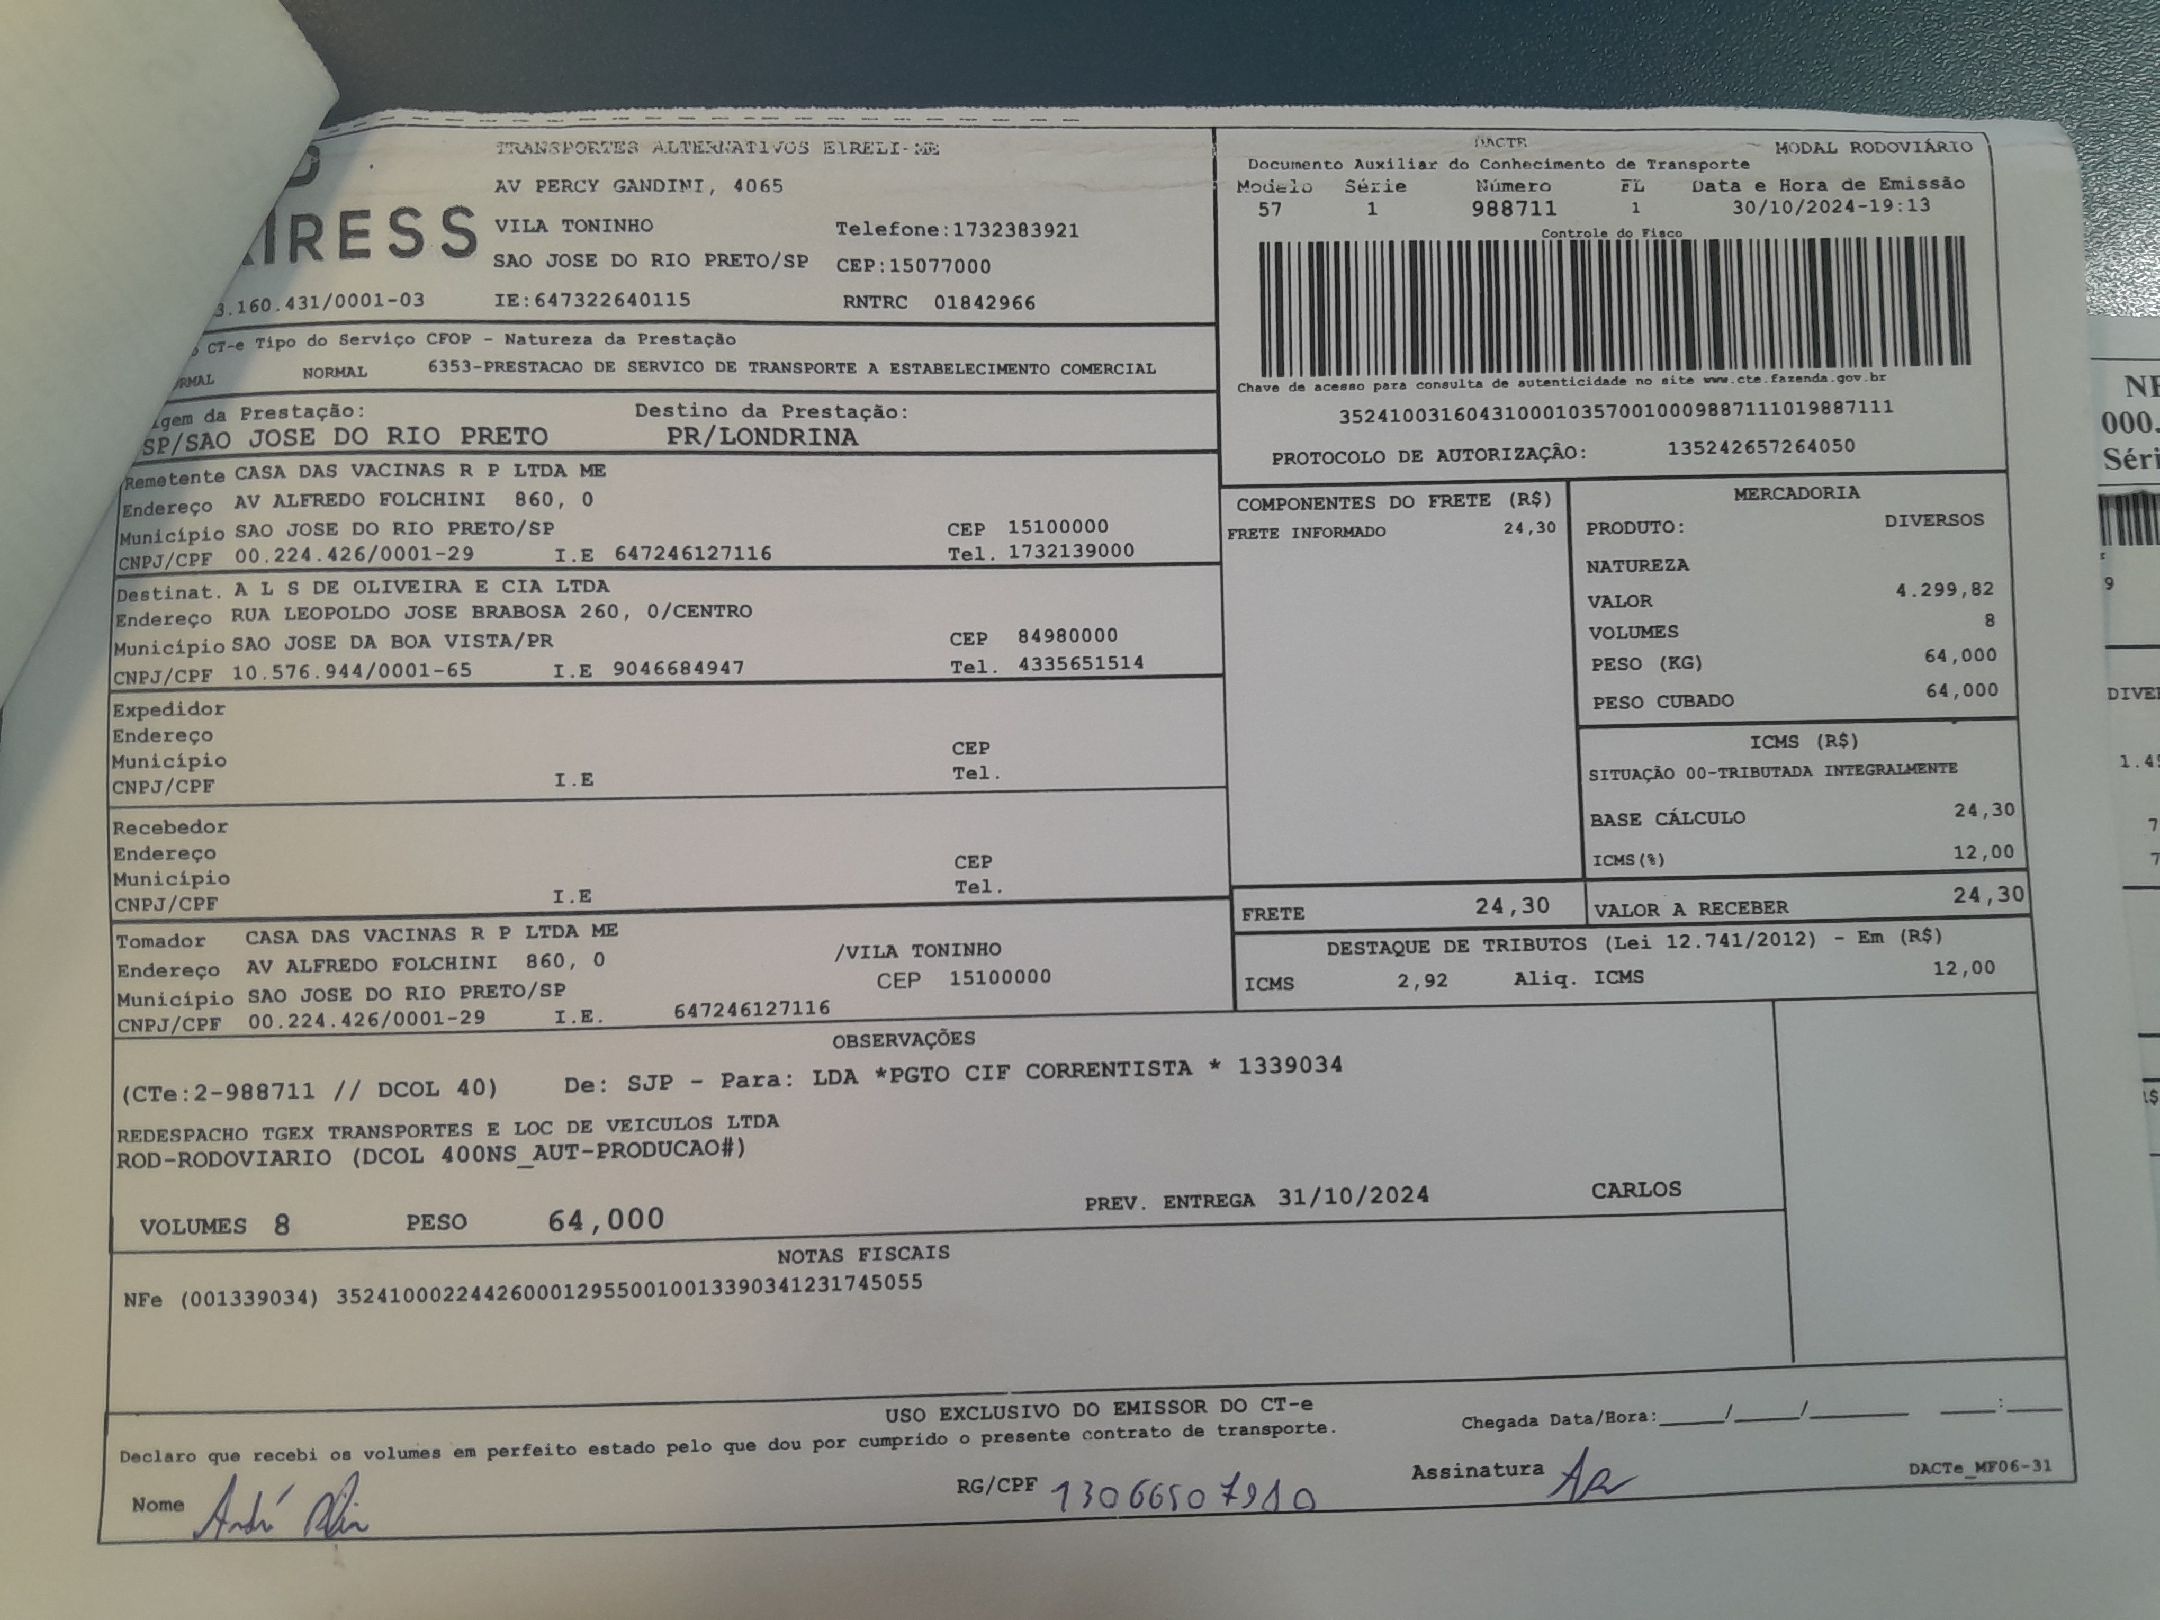 TRANSPORTES ALTERNATIVOS EIRELI-ME
AV PERCY GANDINI, 4065
VILA TONINHO Telefone:1732383921
SAO JOSE DO RIO PRETO/SP CEP:15077000
3.160.431/0001-03 IE:647322640115 RNTRC 01842966
CT-e Tipo do Serviço CFOP - Natureza da Prestação
NORMAL 6353-PRESTACAO DE SERVICO DE TRANSPORTE A ESTABELECIMENTO COMERCIAL
da Prestação: Destino da Prestação:
SP/SAO JOSE DO RIO PRETO PR/LONDRINA
Remetente CASA DAS VACINAS R P LTDA ME
Endereço AV ALFREDO FOLCHINI 860, 0
Município SAO JOSE DO RIO PRETO/SP CEP 15100000
CNPJ/CPF 00.224.426/0001-29 I.E 647246127116 Tel. 1732139000
Destinat. A L S DE OLIVEIRA E CIA LTDA
Endereço RUA LEOPOLDO JOSE BRABOSA 260, 0/CENTRO
Município SAO JOSE DA BOA VISTA/PR CEP 84980000
CNPJ/CPF 10.576.944/0001-65 I.E 9046684947 Tel. 4335651514
Expedidor
Endereço
Município CEP
CNPJ/CPF I.E Tel.
Recebedor
Endereço
Município CEP
CNPJ/CPF I.E Tel.
Tomador CASA DAS VACINAS R P LTDA ME
Endereço AV ALFREDO FOLCHINI 860, 0 /VILA TONINHO
Município SAO JOSE DO RIO PRETO/SP CEP 15100000
CNPJ/CPF 00.224.426/0001-29 I.E. 647246127116
DACTE MODAL RODOVIÁRIO
Documento Auxiliar do Conhecimento de Transporte
Modelo Série Número FL Data e Hora de Emissão
57 1 988711 1 30/10/2024-19:13
Controle do Fisco
Chave de acesso para consulta de autenticidade no site www.cte.fazenda.gov.br
35241003160431000103570010009887111019887111
PROTOCOLO DE AUTORIZAÇÃO: 135242657264050
COMPONENTES DO FRETE (R$)
FRETE INFORMADO 24,30
MERCADORIA
PRODUTO: DIVERSOS
NATUREZA
VALOR 4.299,82
VOLUMES 8
PESO (KG) 64,000
PESO CUBADO 64,000
ICMS (R$)
SITUAÇÃO 00-TRIBUTADA INTEGRALMENTE
BASE CÁLCULO 24,30
ICMS(%) 12,00
FRETE 24,30 VALOR A RECEBER 24,30
DESTAQUE DE TRIBUTOS (Lei 12.741/2012) - Em (R$)
ICMS 2,92 Aliq. ICMS 12,00
OBSERVAÇÕES
(CTe:2-988711 // DCOL 40) De: SJP - Para: LDA *PGTO CIF CORRENTISTA * 1339034
REDESPACHO TGEX TRANSPORTES E LOC DE VEICULOS LTDA
ROD-RODOVIARIO (DCOL 400NS_AUT-PRODUCAO#)
VOLUMES 8 PESO 64,000 PREV. ENTREGA 31/10/2024 CARLOS
NOTAS FISCAIS
NFe (001339034) 35241000224426000129550010013390341231745055
USO EXCLUSIVO DO EMISSOR DO CT-e
Declaro que recebi os volumes em perfeito estado pelo que dou por cumprido o presente contrato de transporte. Chegada Data/Hora:____/____/______ ____:____
Nome André RG/CPF 13066507910 Assinatura DACTe_MF06-31